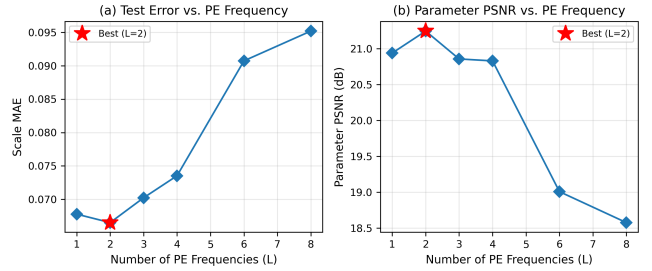 (a) Test Error vs. PE Frequency
Scale MAE
0.095
0.090
0.085
0.080
0.075
0.070
Best (L=2)
1 2 3 4 5 6 7 8
Number of PE Frequencies (L)
(b) Parameter PSNR vs. PE Frequency
Parameter PSNR (dB)
21.0
20.5
20.0
19.5
19.0
18.5
Best (L=2)
1 2 3 4 5 6 7 8
Number of PE Frequencies (L)